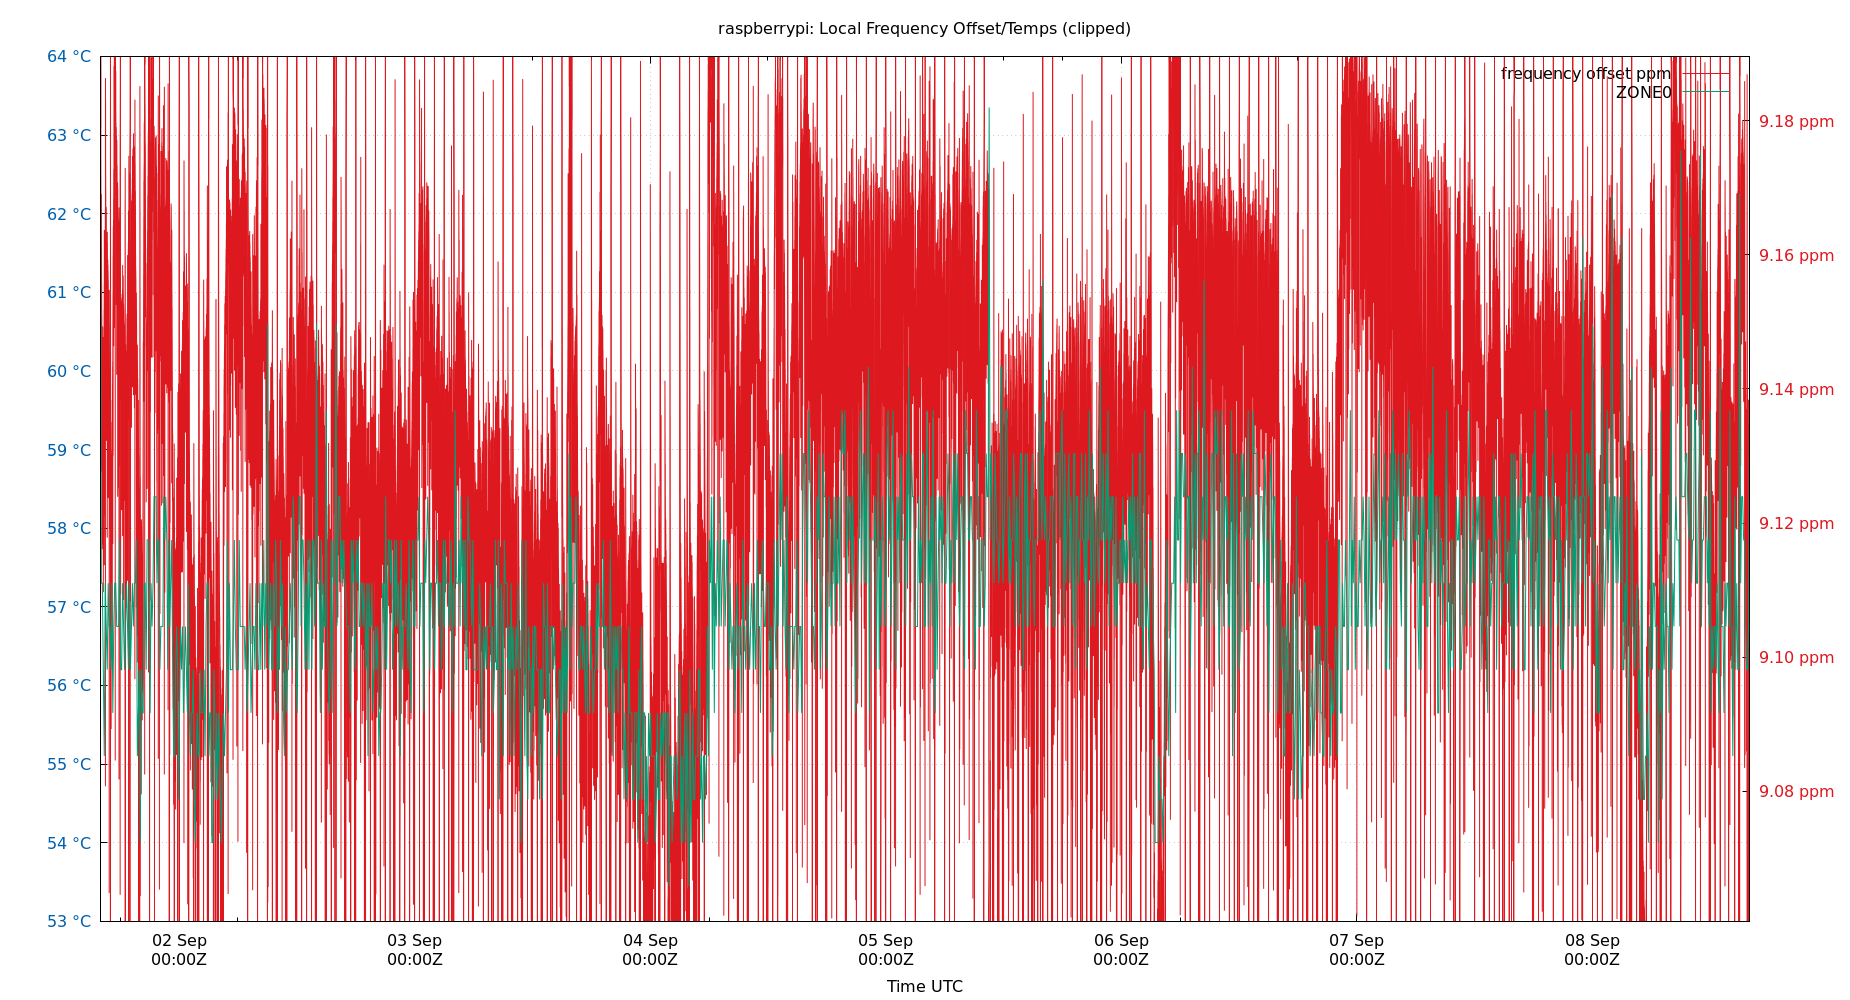 raspberrypi: Local Frequency Offset/Temps (clipped)
64 °C
63 °C
62 °C
61 °C
60 °C
59 °C
58 °C
57 °C
56 °C
55 °C
54 °C
53 °C
frequency offset ppm
ZONE0
9.18 ppm
9.16 ppm
9.14 ppm
9.12 ppm
9.10 ppm
9.08 ppm
02 Sep
00:00Z
03 Sep
00:00Z
04 Sep
00:00Z
05 Sep
00:00Z
06 Sep
00:00Z
07 Sep
00:00Z
08 Sep
00:00Z
Time UTC